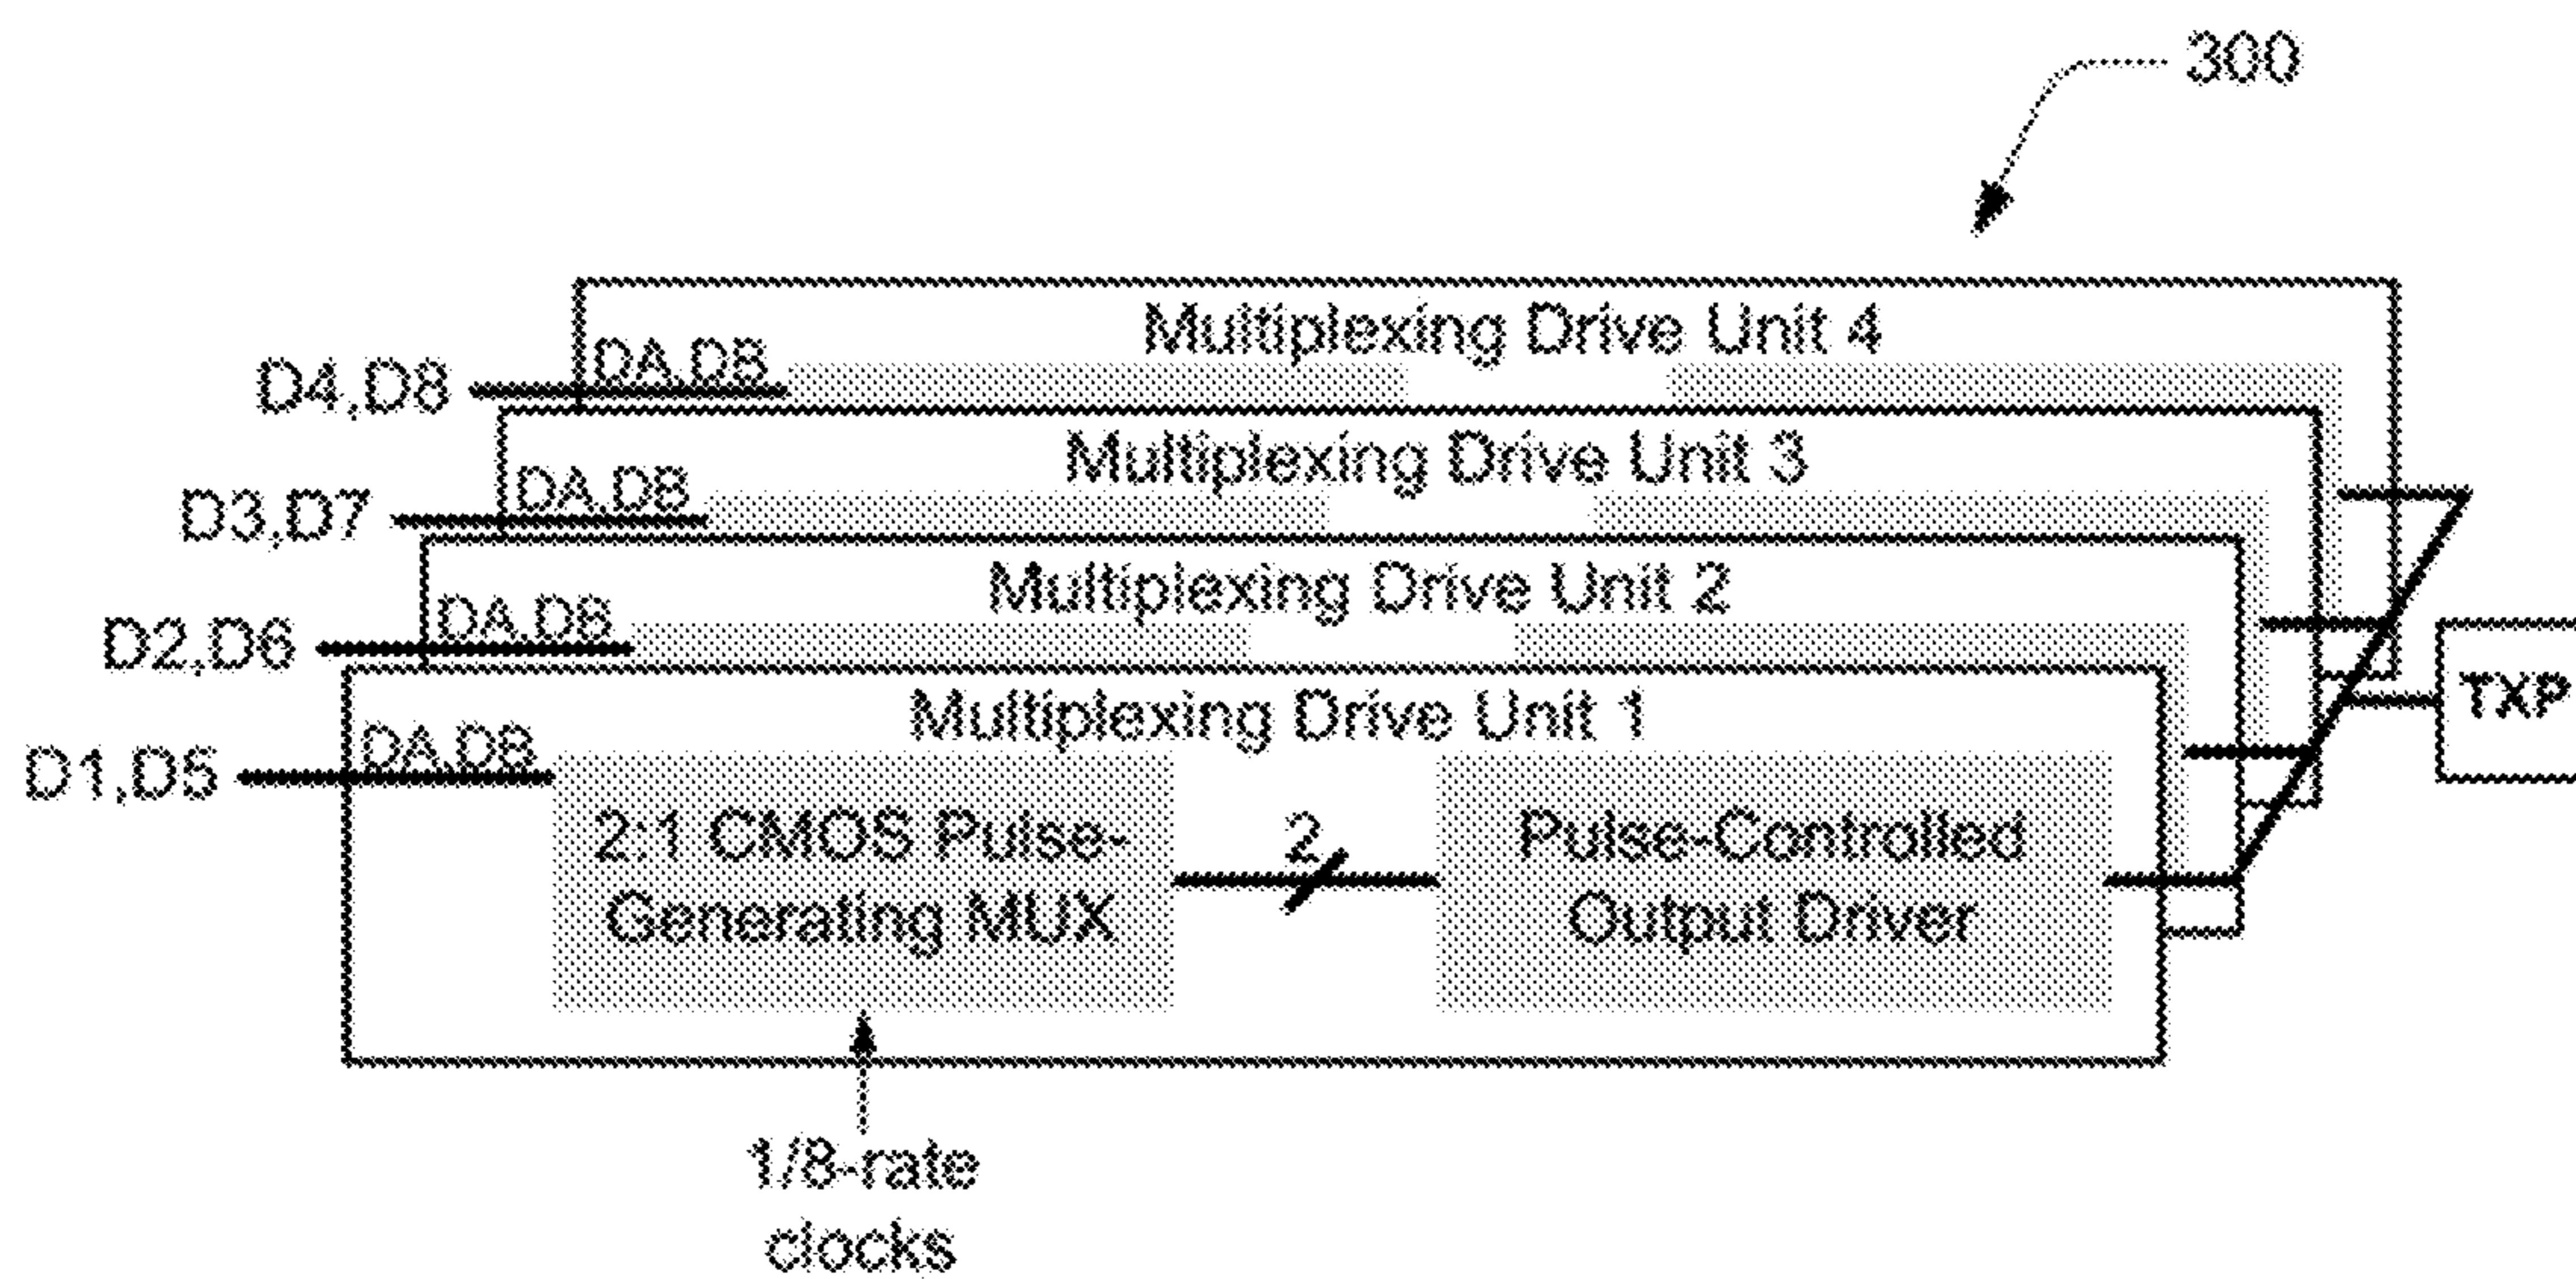 300
Multiplexing Drive Unit 4
D4,D8
DA,DB
Multiplexing Drive Unit 3
D3,D7
DA,DB
Multiplexing Drive Unit 2
D2,D6
DA,DB
TXP
Multiplexing Drive Unit 1
D1,D5
DA,DB
2:1 CMOS Pulse-
Generating MUX
2
Pulse-Controlled
Output Driver
1/8-rate
clocks